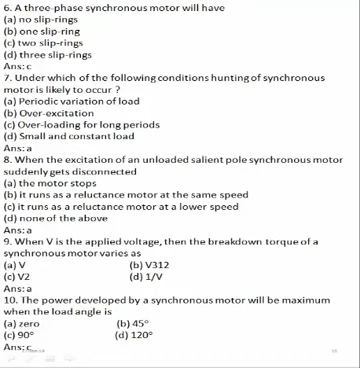 6. A three-phase synchronous motor will have
(a) no slip-rings
(b) one slip-ring
(c) two slip-rings
(d) three slip-rings
Ans: c
7. Under which of the following conditions hunting of synchronous
motor is likely to occur ?
(a) Periodic variation of load
(b) Over-excitation
(c) Over-loading for long periods
(d) Small and constant load
Ans: a
8. When the excitation of an unloaded salient pole synchronous motor
suddenly gets disconnected
(a) the motor stops
(b) it runs as a reluctance motor at the same speed
(c) it runs as a reluctance motor at a lower speed
(d) none of the above
Ans: a
9. When V is the applied voltage, then the breakdown torque of a
synchronous motor varies as
(a) V (b) V312
(c) V2 (d) 1/V
Ans: a
10. The power developed by a synchronous motor will be maximum
when the load angle is
(a) zero (b) 45°
(c) 90° (d) 120°
Ans: c